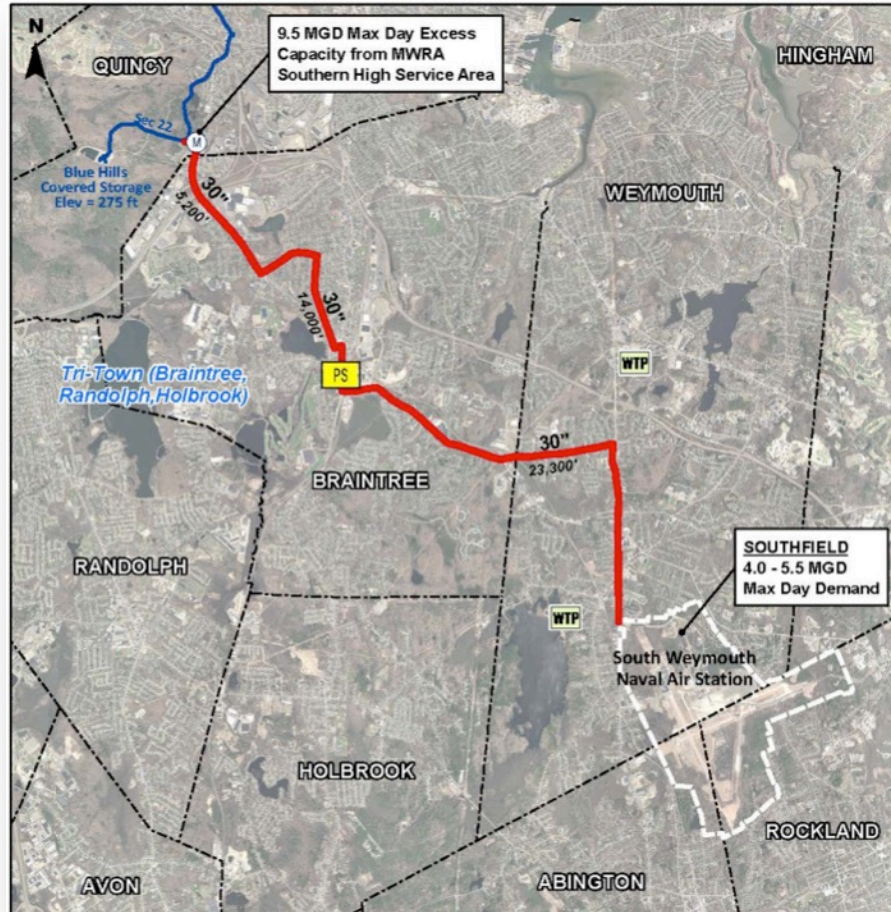 N
QUINCY
9.5 MGD Max Day Excess
Capacity from MWRA
Southern High Service Area
HINGHAM
Sec 22
M
Blue Hills
Covered Storage
Elev = 275 ft
30"
5,200'
WEYMOUTH
30"
14,000'
Tri-Town (Braintree,
Randolph,Holbrook)
PS
WTP
30"
23,300'
BRAINTREE
RANDOLPH
SOUTHFIELD
4.0 - 5.5 MGD
Max Day Demand
WTP
South Weymouth
Naval Air Station
HOLBROOK
ROCKLAND
AVON
ABINGTON